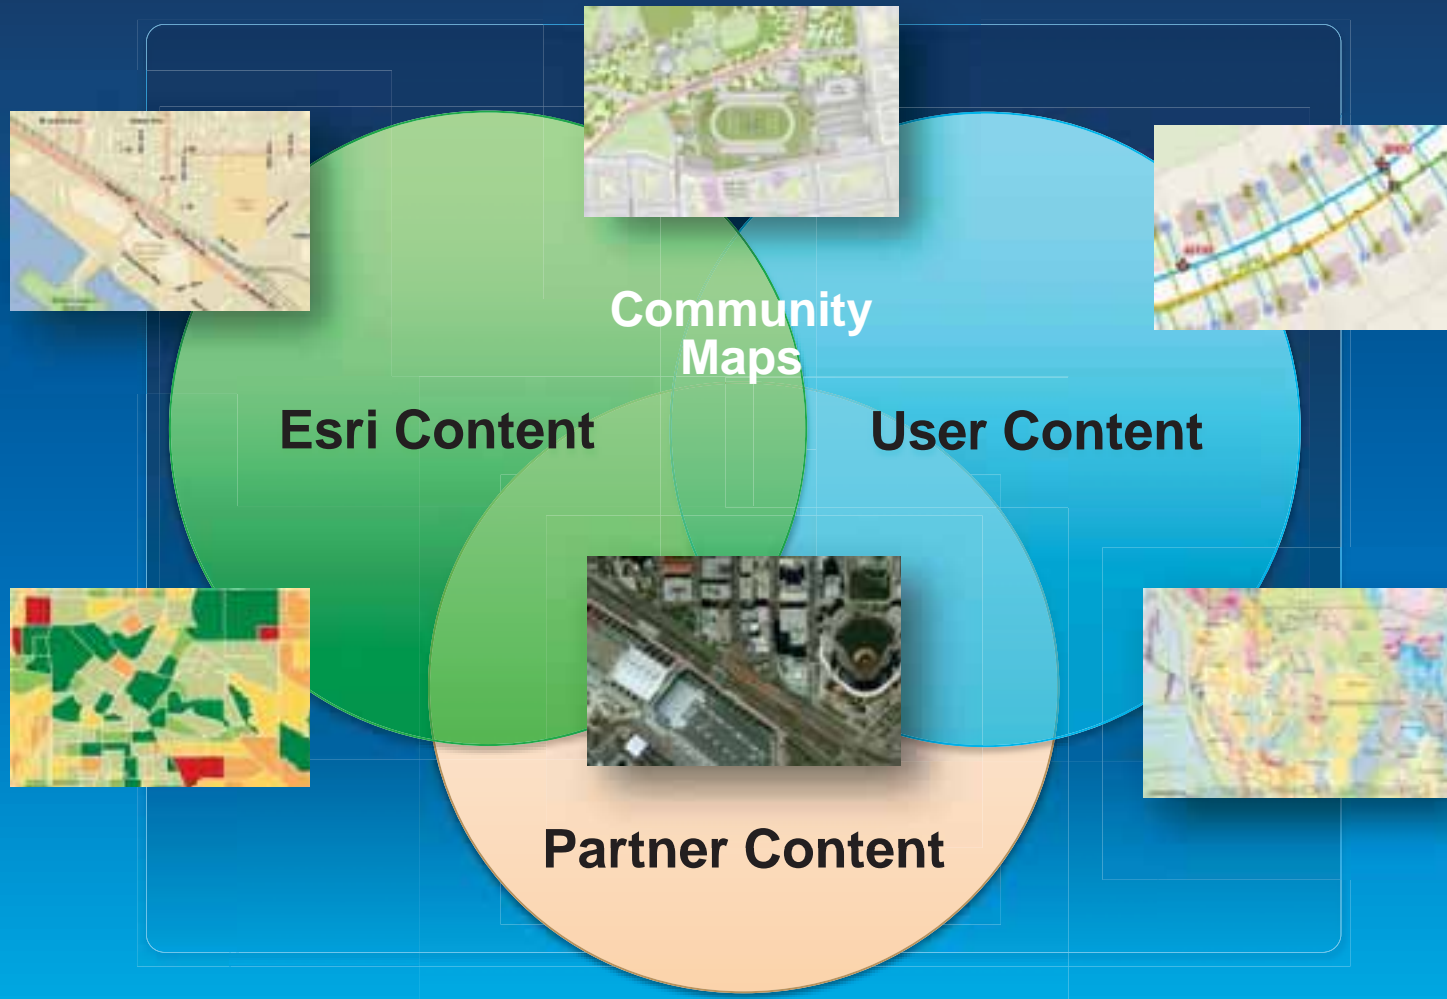 Community
Maps
Esri Content
User Content
Partner Content